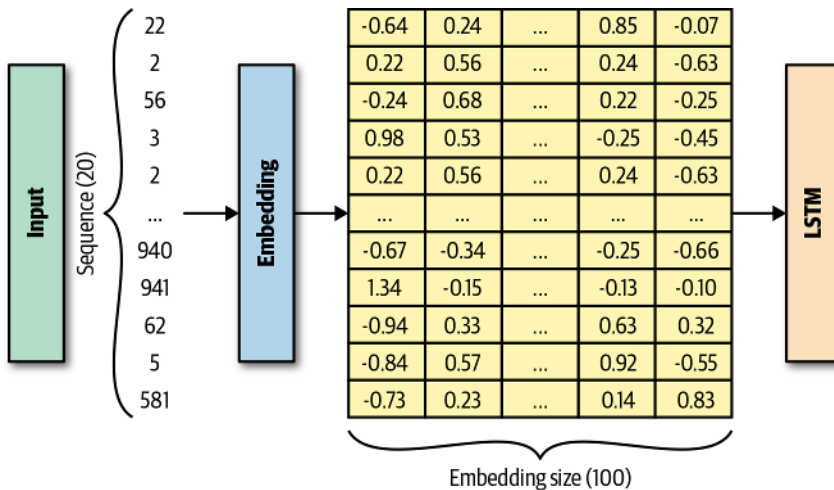 Input
Sequence (20)
22
2
56
3
2
...
940
941
62
5
581
Embedding
-0.64 0.24 ... 0.85 -0.07
0.22 0.56 ... 0.24 -0.63
-0.24 0.68 ... 0.22 -0.25
0.98 0.53 ... -0.25 -0.45
0.22 0.56 ... 0.24 -0.63
... ... ... ... ...
-0.67 -0.34 ... -0.25 -0.66
1.34 -0.15 ... -0.13 -0.10
-0.94 0.33 ... 0.63 0.32
-0.84 0.57 ... 0.92 -0.55
-0.73 0.23 ... 0.14 0.83
Embedding size (100)
LSTM